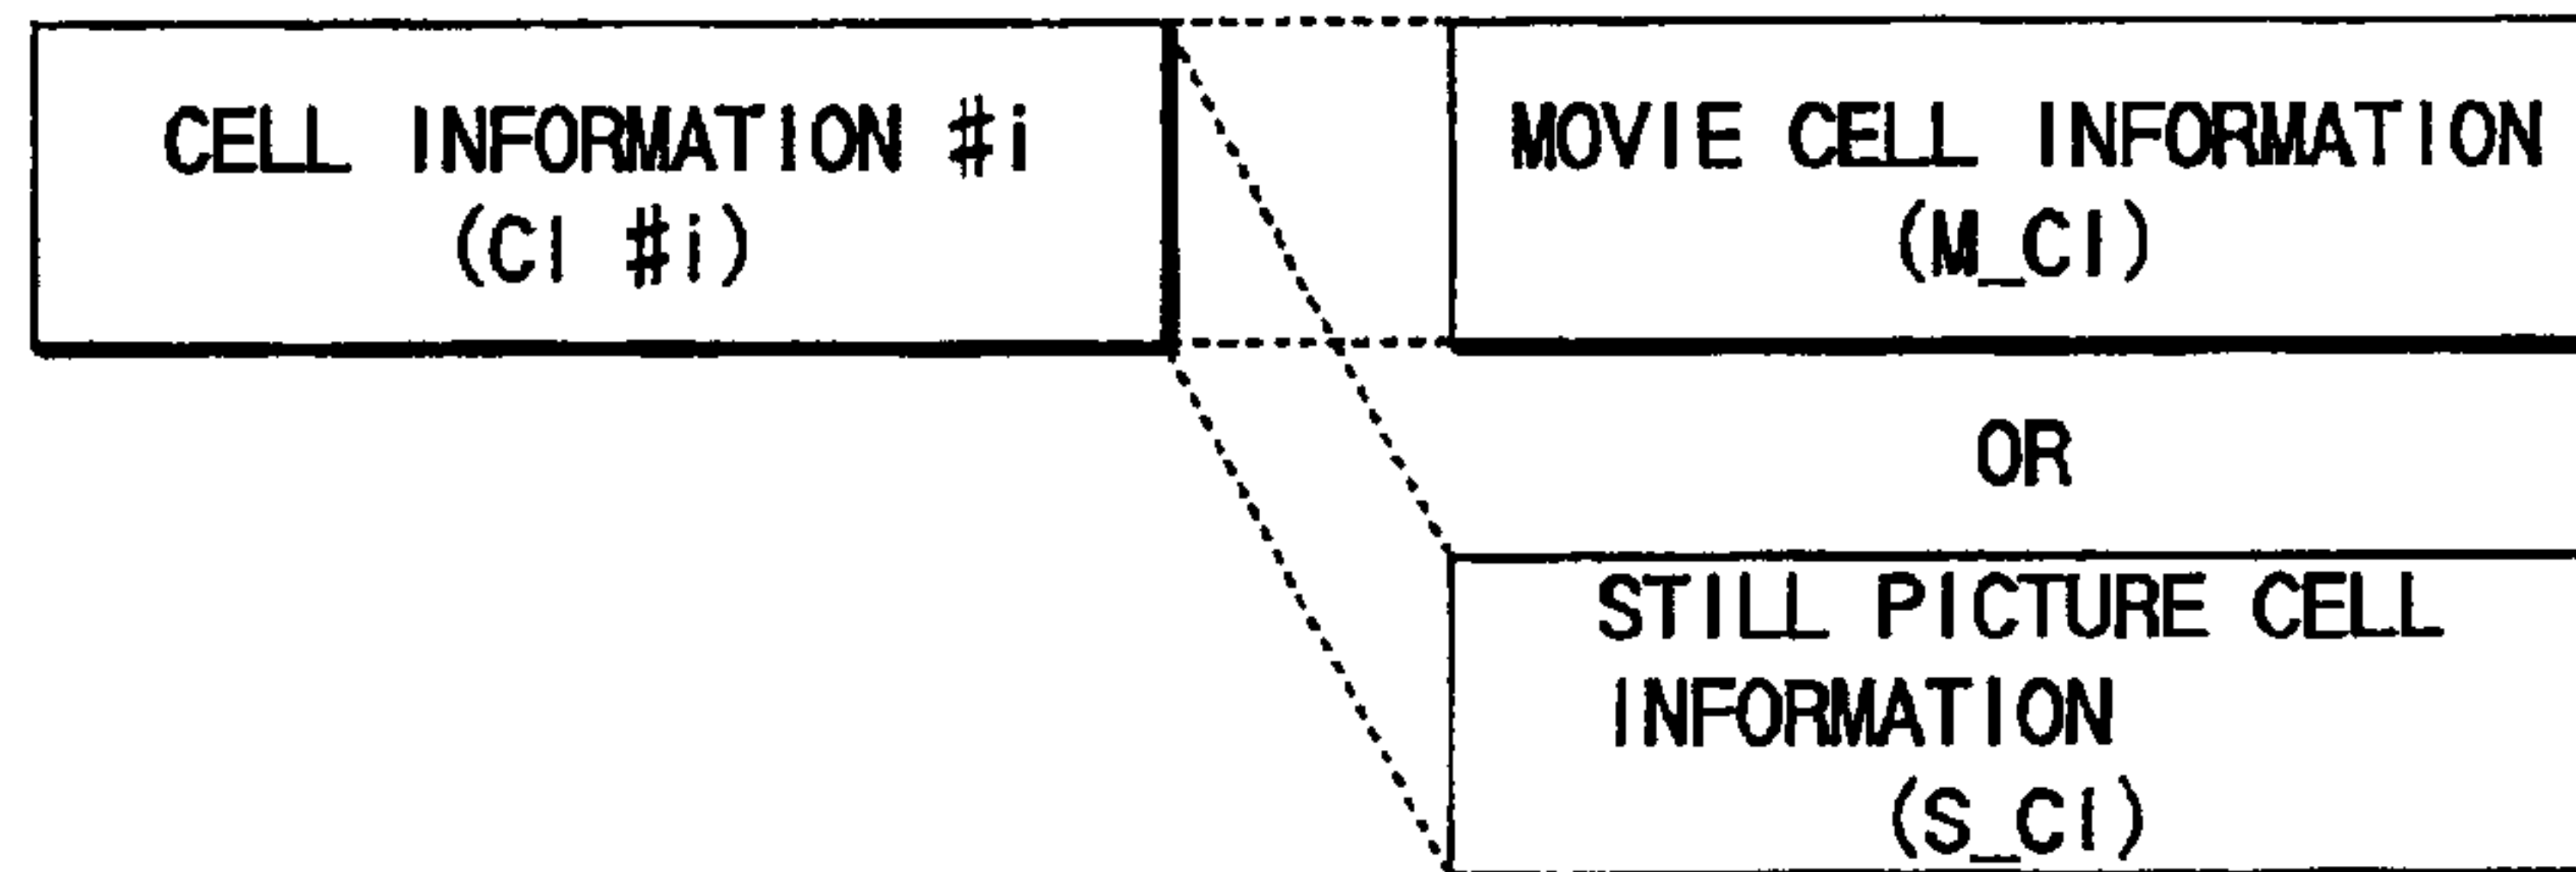 CELL INFORMATION #i
(CI #i)
MOVIE CELL INFORMATION
(M_CI)
OR
STILL PICTURE CELL
INFORMATION
(S_CI)